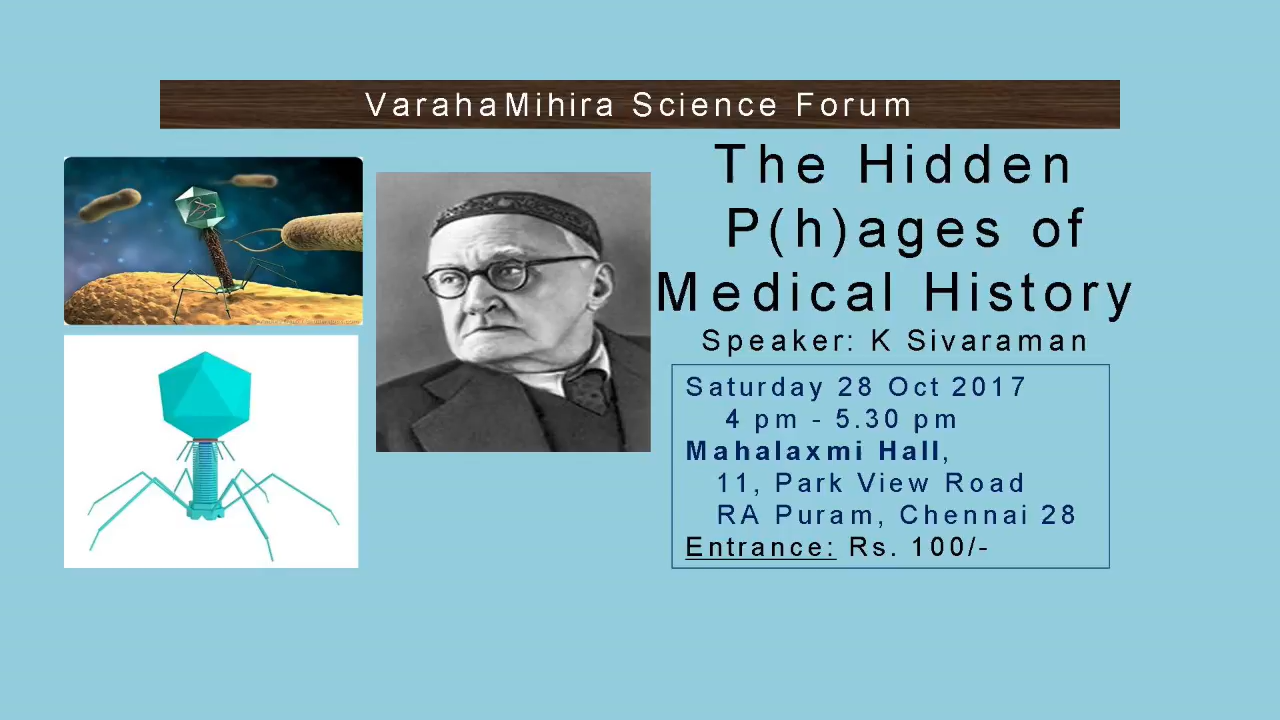 VarahaMihira Science Forum
The Hidden
P(h)ages of
Medical History
Speaker: K Sivaraman
Saturday 28 Oct 2017
4 pm - 5.30 pm
Mahalaxmi Hall,
11, Park View Road
RA Puram, Chennai 28
Entrance: Rs. 100/-